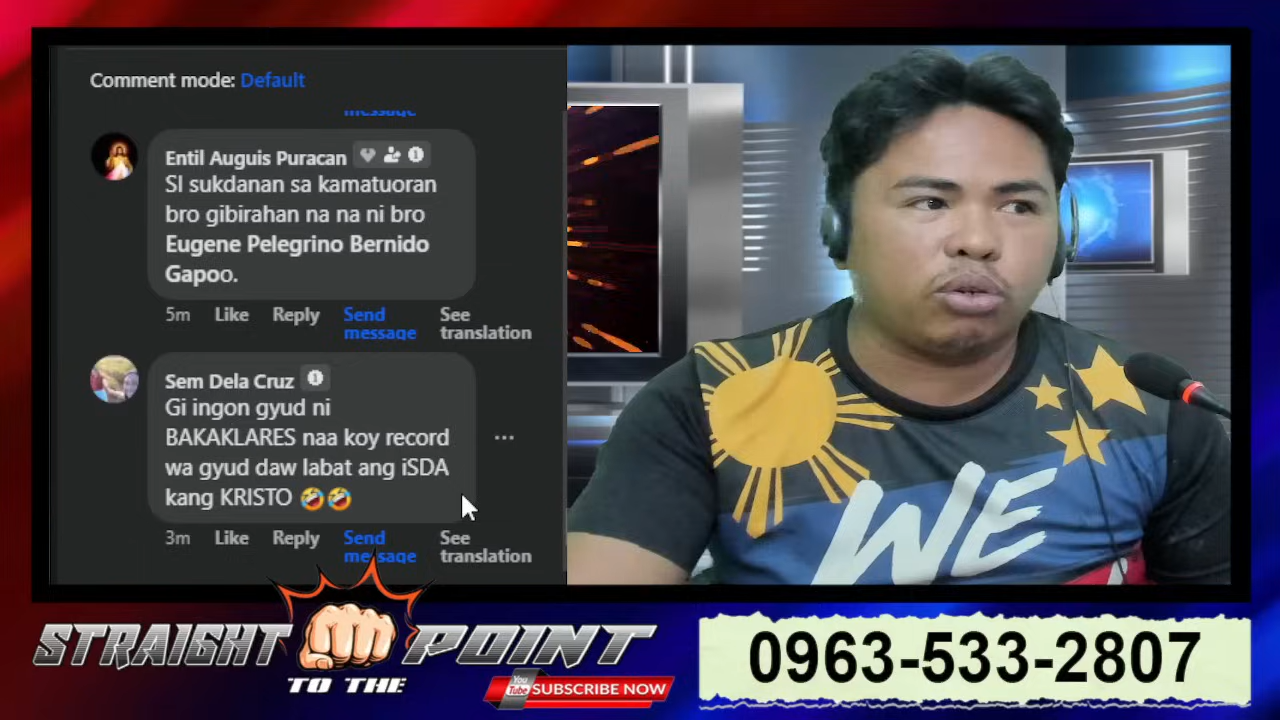 Comment mode: Default
message
Entil Auguis Puracan
SI sukdanan sa kamatuoran
bro gibirahan na na ni bro
Eugene Pelegrino Bernido
Gapoo.
5m Like Reply Send message See translation
Sem Dela Cruz
Gi ingon gyud ni
BAKAKLARES naa koy record
wa gyud daw labat ang iSDA
kang KRISTO 🤣🤣
3m Like Reply Send message See translation
WE
STRAIGHT POINT
TO THE
You Tube SUBSCRIBE NOW
0963-533-2807